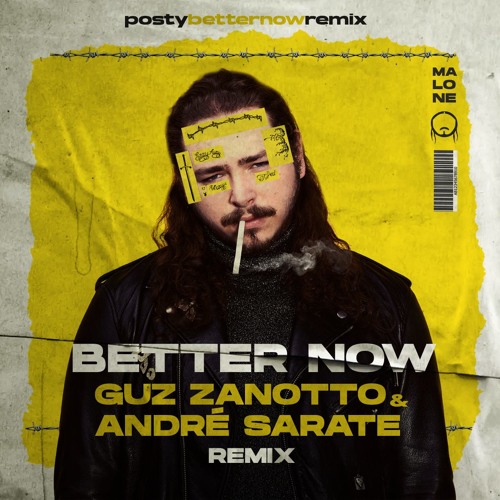 postybetternowremix
MA
LO
NE
BETTER NOW
GUZ ZANOTTO &
ANDRÉ SARATE
REMIX